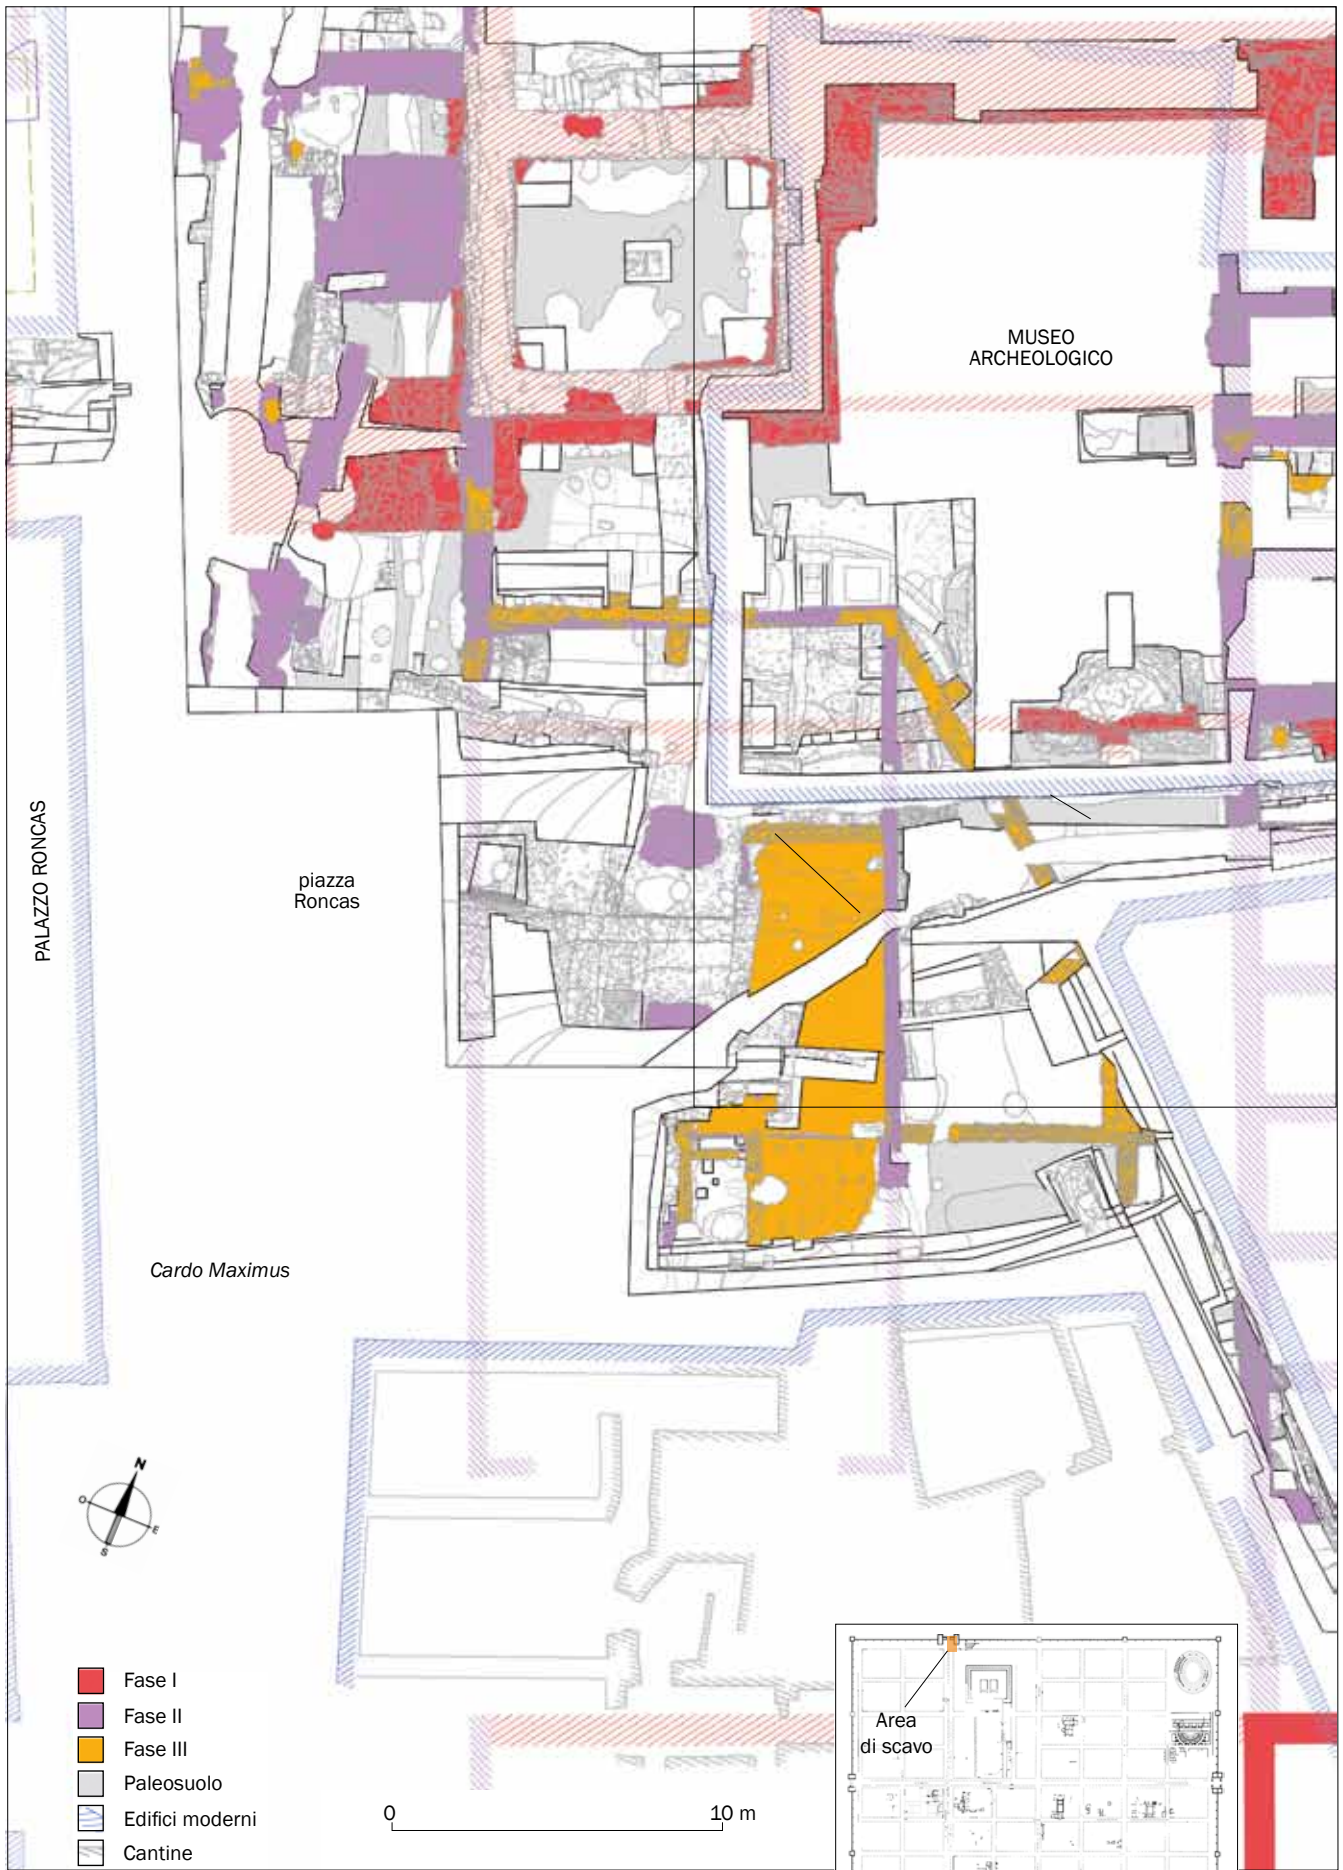 MUSEO
ARCHEOLOGICO
PALAZZO RONCAS
piazza
Roncas
Cardo Maximus
N
O
E
S
Fase I
Fase II
Fase III
Paleosuolo
Edifici moderni
Cantine
0
10 m
Area
di scavo